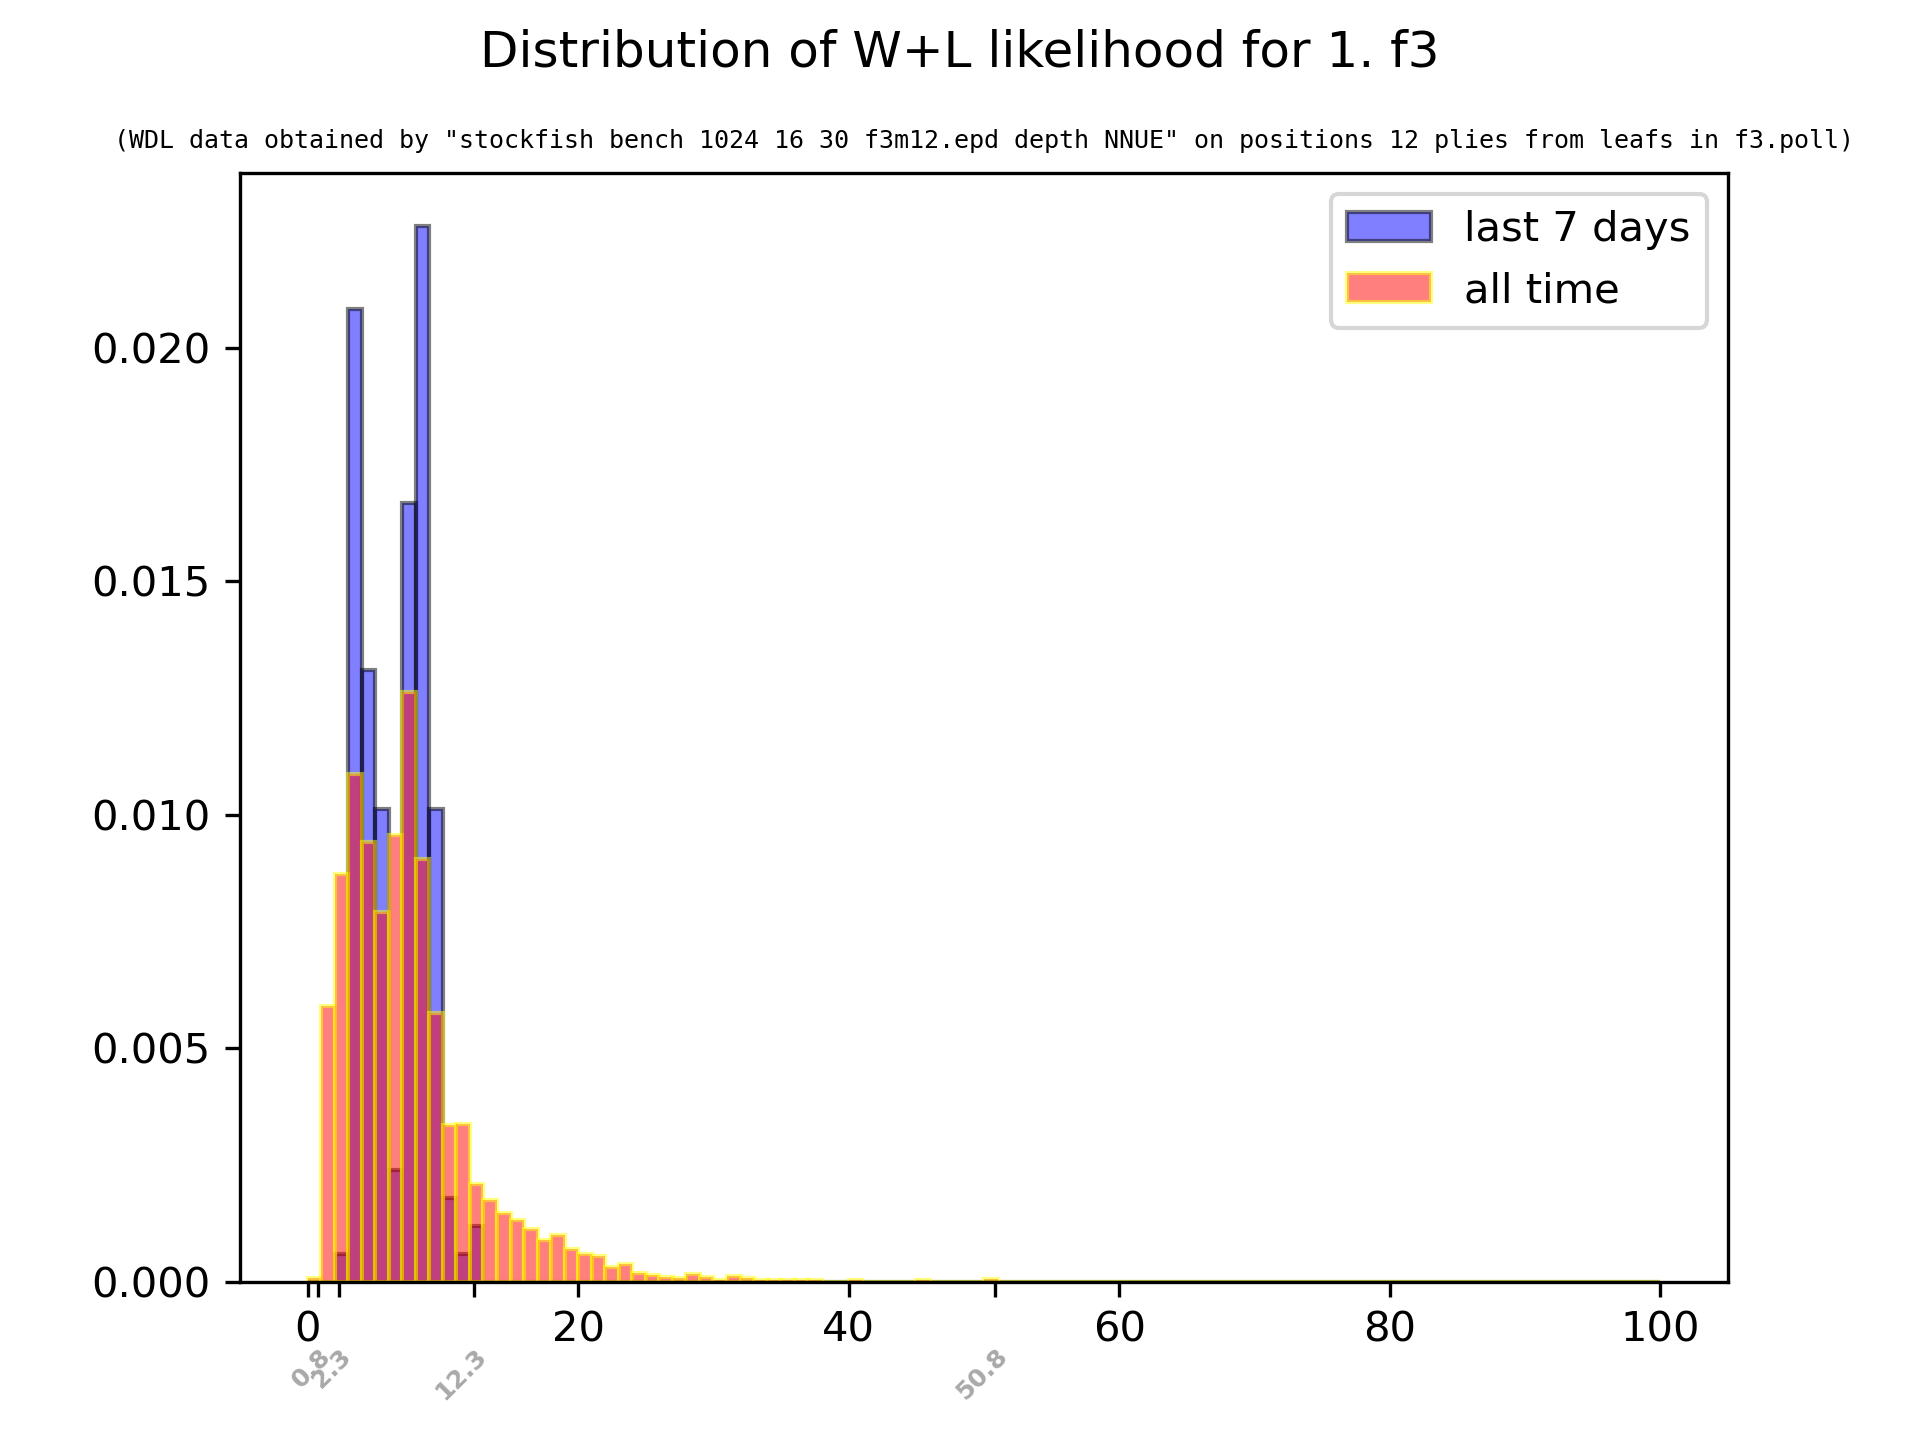 Distribution of W+L likelihood for 1. f3
(WDL data obtained by "stockfish bench 1024 16 30 f3m12.epd depth NNUE" on positions 12 plies from leafs in f3.poll)
last 7 days
all time
0.020
0.015
0.010
0.005
0.000
0 20 40 60 80 100
0.8 2.3 12.3 50.8